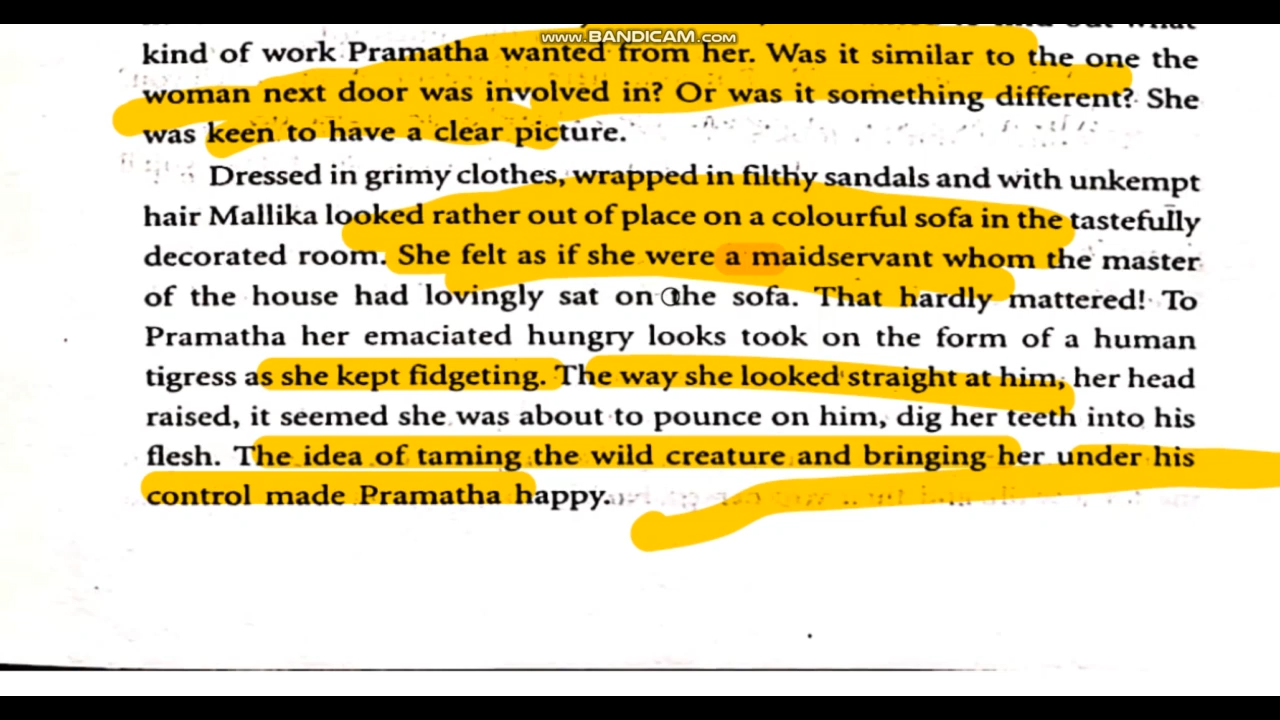 www.BANDICAM.com
kind of work Pramatha wanted from her. Was it similar to the one the
woman next door was involved in? Or was it something different? She
was keen to have a clear picture.
Dressed in grimy clothes, wrapped in filthy sandals and with unkempt
hair Mallika looked rather out of place on a colourful sofa in the tastefully
decorated room. She felt as if she were a maidservant whom the master
of the house had lovingly sat on the sofa. That hardly mattered! To
Pramatha her emaciated hungry looks took on the form of a human
tigress as she kept fidgeting. The way she looked straight at him, her head
raised, it seemed she was about to pounce on him, dig her teeth into his
flesh. The idea of taming the wild creature and bringing her under his
control made Pramatha happy.